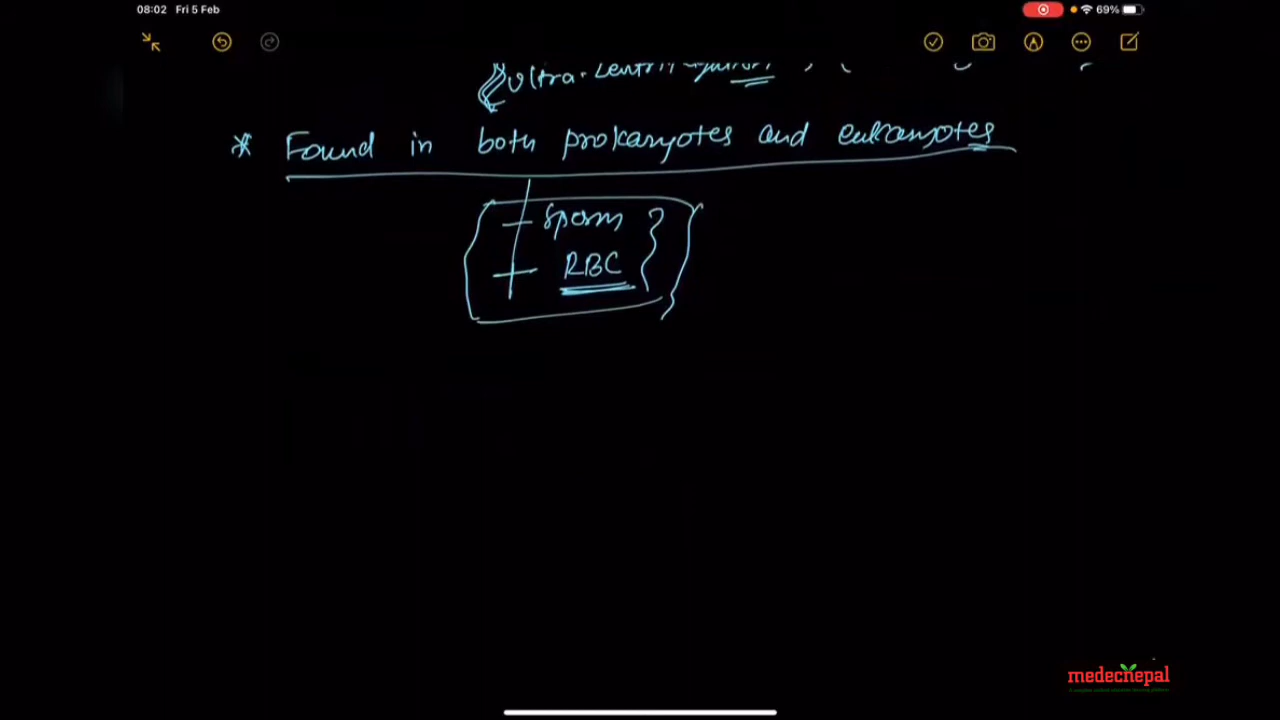 08:02 Fri 5 Feb 69%
ultra-centrifugation
* Found in both prokaryotes and eukaryotes
sperm
RBC
medecnepal